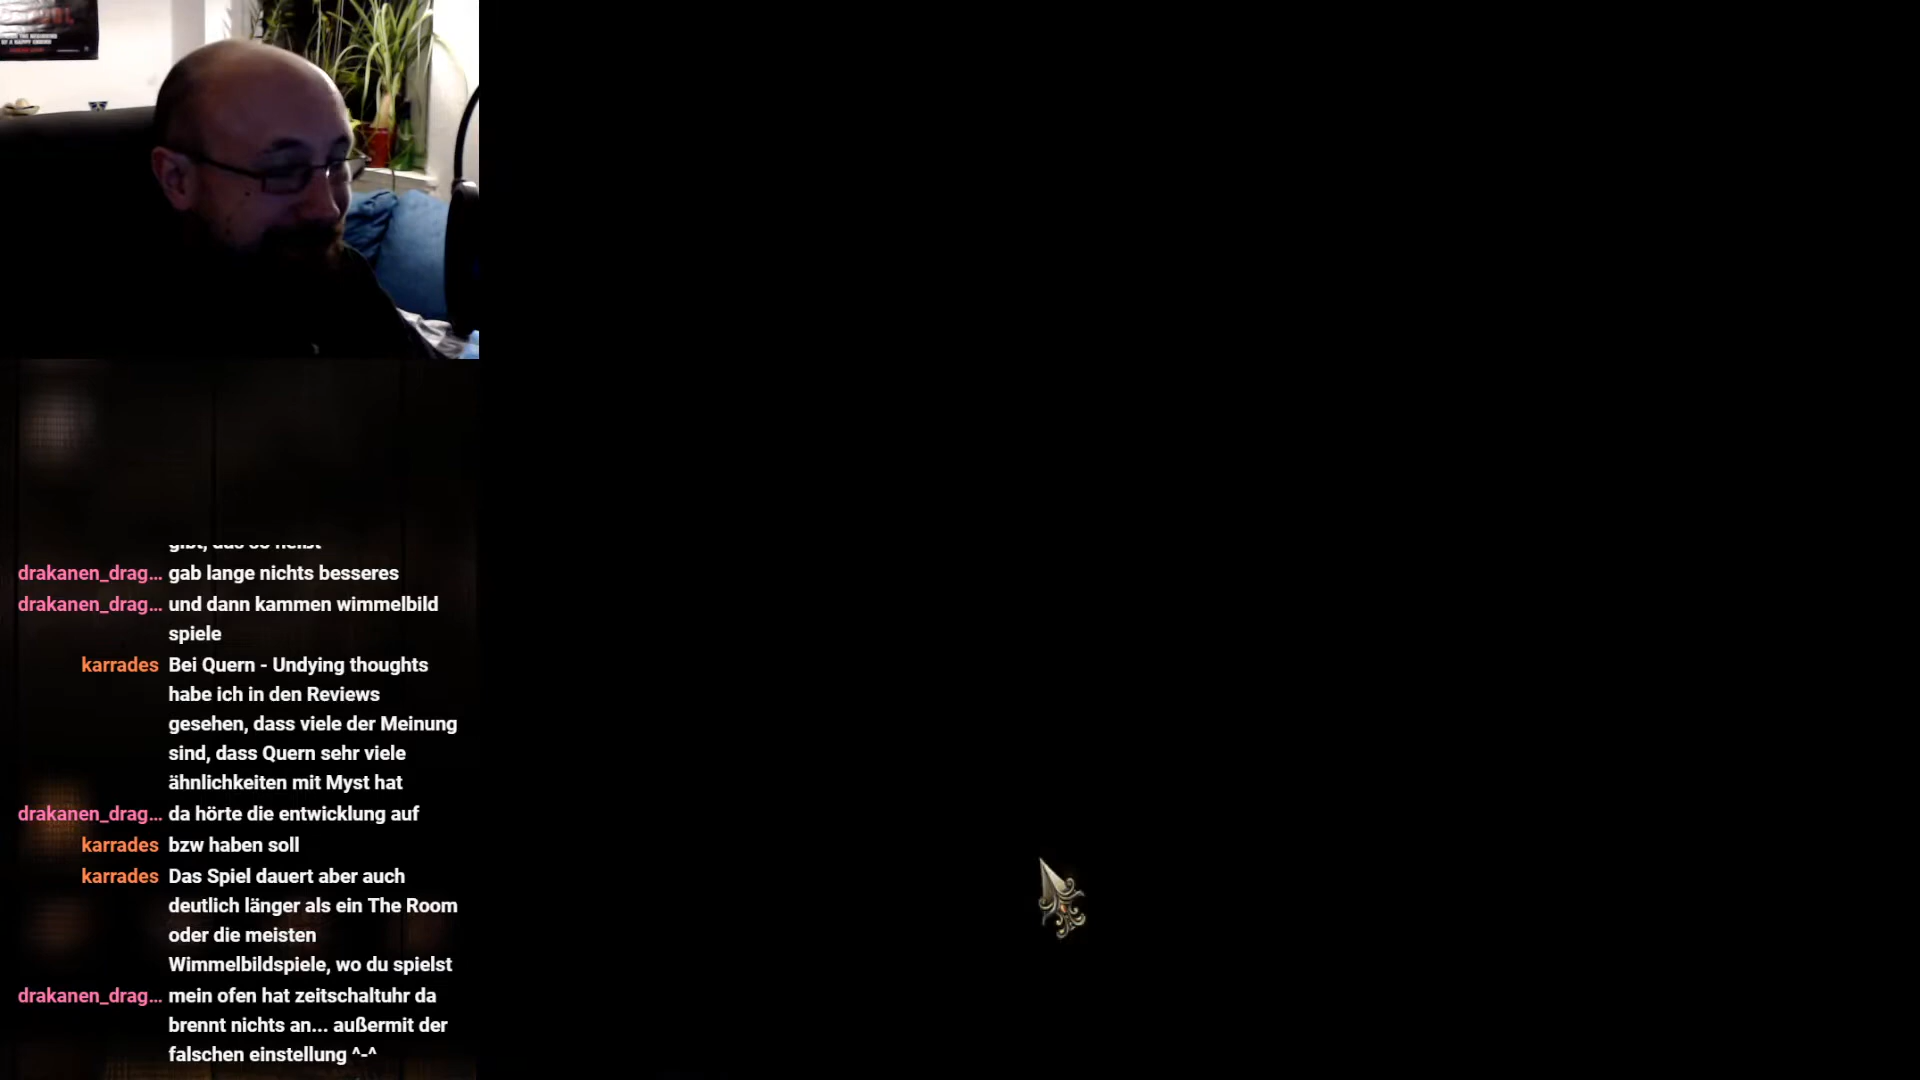 gibt, das so heißt
drakanen_drag... gab lange nichts besseres
drakanen_drag... und dann kammen wimmelbild
spiele
karrades Bei Quern - Undying thoughts
habe ich in den Reviews
gesehen, dass viele der Meinung
sind, dass Quern sehr viele
ähnlichkeiten mit Myst hat
drakanen_drag... da hörte die entwicklung auf
karrades bzw haben soll
karrades Das Spiel dauert aber auch
deutlich länger als ein The Room
oder die meisten
Wimmelbildspiele, wo du spielst
drakanen_drag... mein ofen hat zeitschaltuhr da
brennt nichts an... außermit der
falschen einstellung ^-^